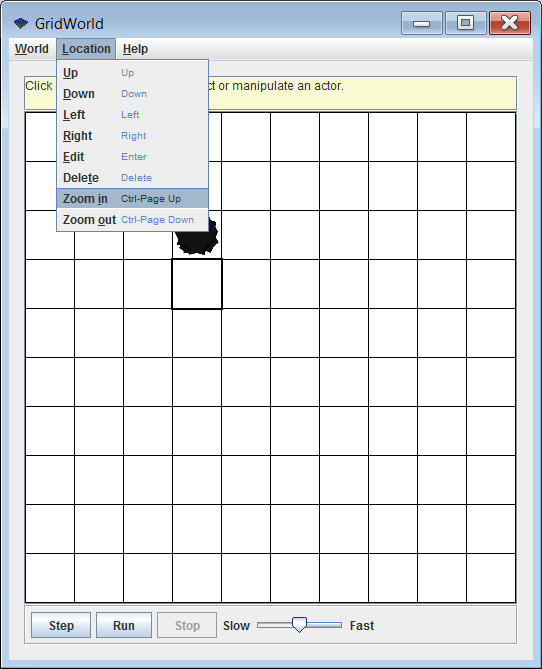 GridWorld
World Location Help
Click ct or manipulate an actor.
Up Up
Down Down
Left Left
Right Right
Edit Enter
Delete Delete
Zoom in Ctrl-Page Up
Zoom out Ctrl-Page Down
Step Run Stop Slow Fast